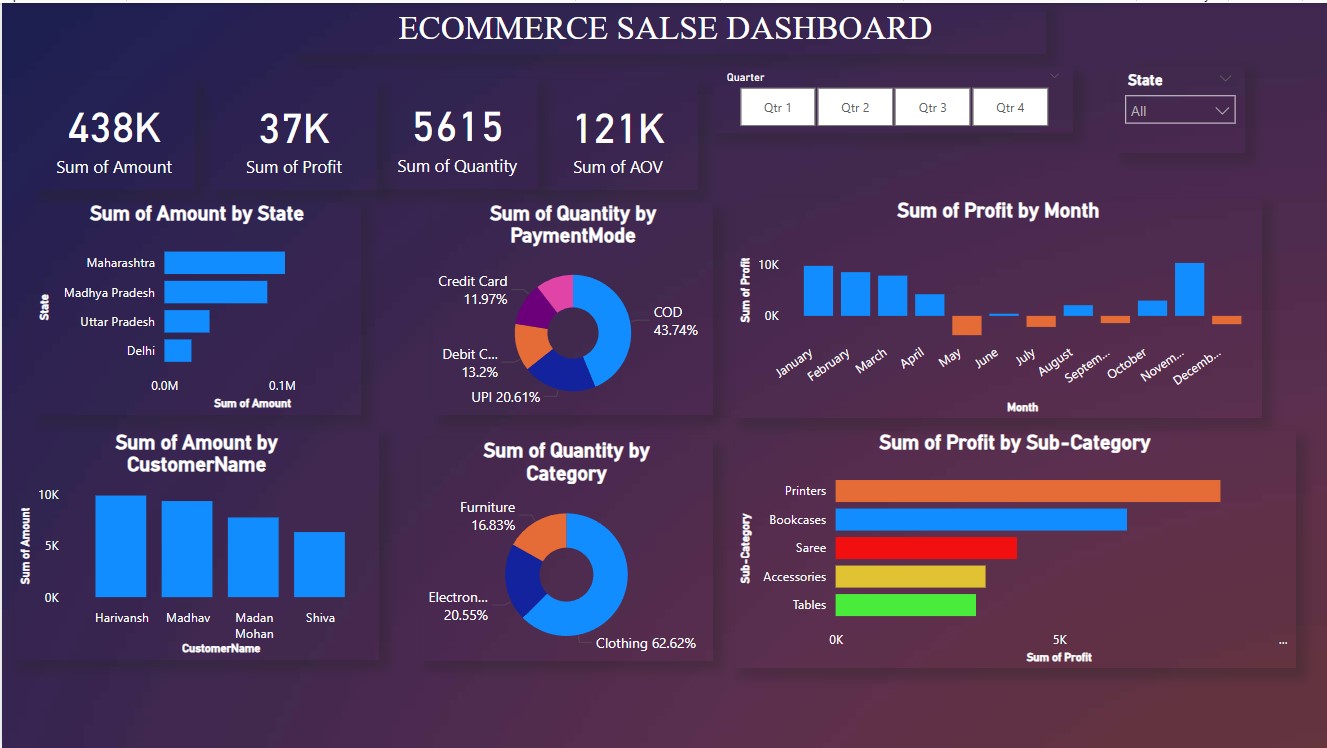 ECOMMERCE SALSE DASHBOARD
438K
Sum of Amount
37K
Sum of Profit
5615
Sum of Quantity
121K
Sum of AOV
Quarter
Qtr 1
Qtr 2
Qtr 3
Qtr 4
State
All
Sum of Amount by State
State
Maharashtra
Madhya Pradesh
Uttar Pradesh
Delhi
0.0M
0.1M
Sum of Amount
Sum of Quantity by
PaymentMode
Credit Card
11.97%
COD
43.74%
Debit C...
13.2%
UPI 20.61%
Sum of Profit by Month
Sum of Profit
10K
0K
January
February
March
April
May
June
July
August
Septem...
October
Novem...
Decemb...
Month
Sum of Amount by
CustomerName
Sum of Amount
10K
5K
0K
Harivansh
Madhav
Madan
Mohan
Shiva
CustomerName
Sum of Quantity by
Category
Furniture
16.83%
Electron...
20.55%
Clothing 62.62%
Sum of Profit by Sub-Category
Sub-Category
Printers
Bookcases
Saree
Accessories
Tables
0K
5K
...
Sum of Profit